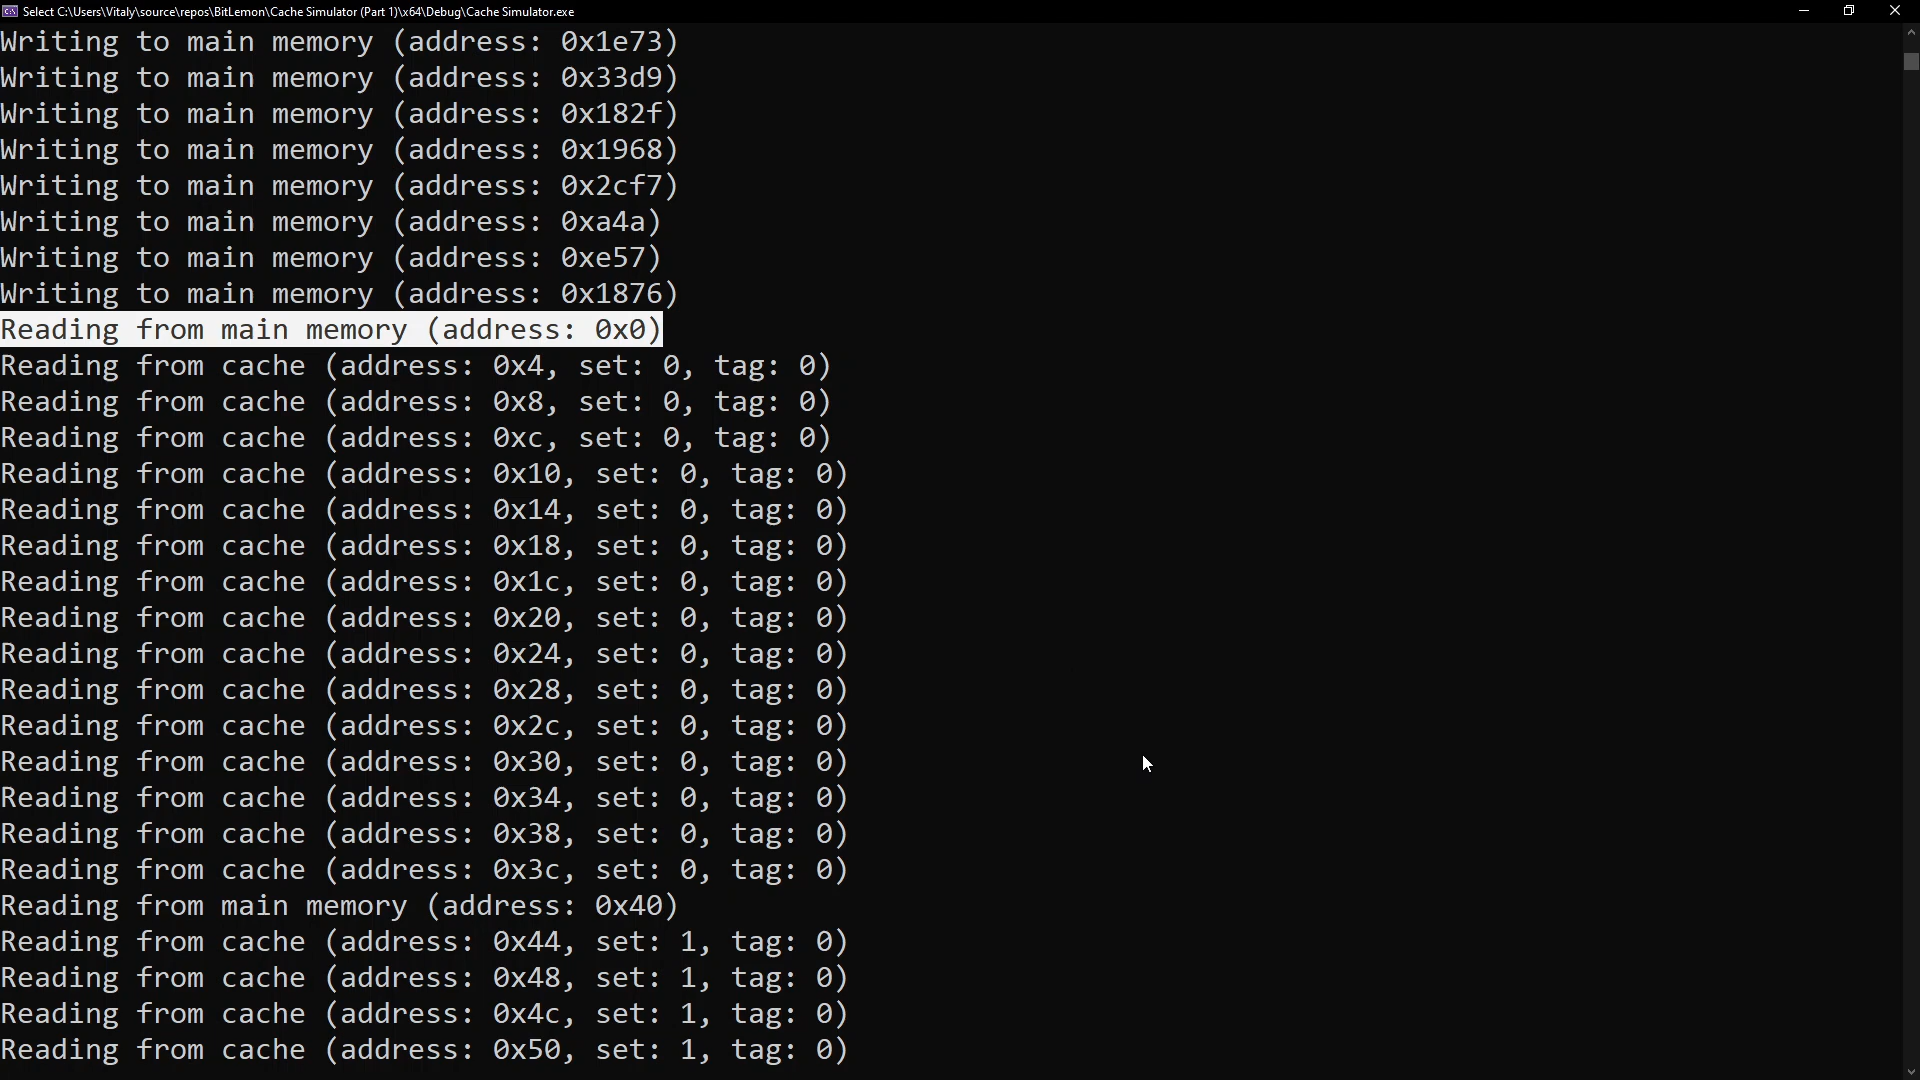 Select C:\Users\Vitaly\source\repos\BitLemon\Cache Simulator (Part 1)\x64\Debug\Cache Simulator.exe
Writing to main memory (address: 0x1e73)
Writing to main memory (address: 0x33d9)
Writing to main memory (address: 0x182f)
Writing to main memory (address: 0x1968)
Writing to main memory (address: 0x2cf7)
Writing to main memory (address: 0xa4a)
Writing to main memory (address: 0xe57)
Writing to main memory (address: 0x1876)
Reading from main memory (address: 0x0)
Reading from cache (address: 0x4, set: 0, tag: 0)
Reading from cache (address: 0x8, set: 0, tag: 0)
Reading from cache (address: 0xc, set: 0, tag: 0)
Reading from cache (address: 0x10, set: 0, tag: 0)
Reading from cache (address: 0x14, set: 0, tag: 0)
Reading from cache (address: 0x18, set: 0, tag: 0)
Reading from cache (address: 0x1c, set: 0, tag: 0)
Reading from cache (address: 0x20, set: 0, tag: 0)
Reading from cache (address: 0x24, set: 0, tag: 0)
Reading from cache (address: 0x28, set: 0, tag: 0)
Reading from cache (address: 0x2c, set: 0, tag: 0)
Reading from cache (address: 0x30, set: 0, tag: 0)
Reading from cache (address: 0x34, set: 0, tag: 0)
Reading from cache (address: 0x38, set: 0, tag: 0)
Reading from cache (address: 0x3c, set: 0, tag: 0)
Reading from main memory (address: 0x40)
Reading from cache (address: 0x44, set: 1, tag: 0)
Reading from cache (address: 0x48, set: 1, tag: 0)
Reading from cache (address: 0x4c, set: 1, tag: 0)
Reading from cache (address: 0x50, set: 1, tag: 0)